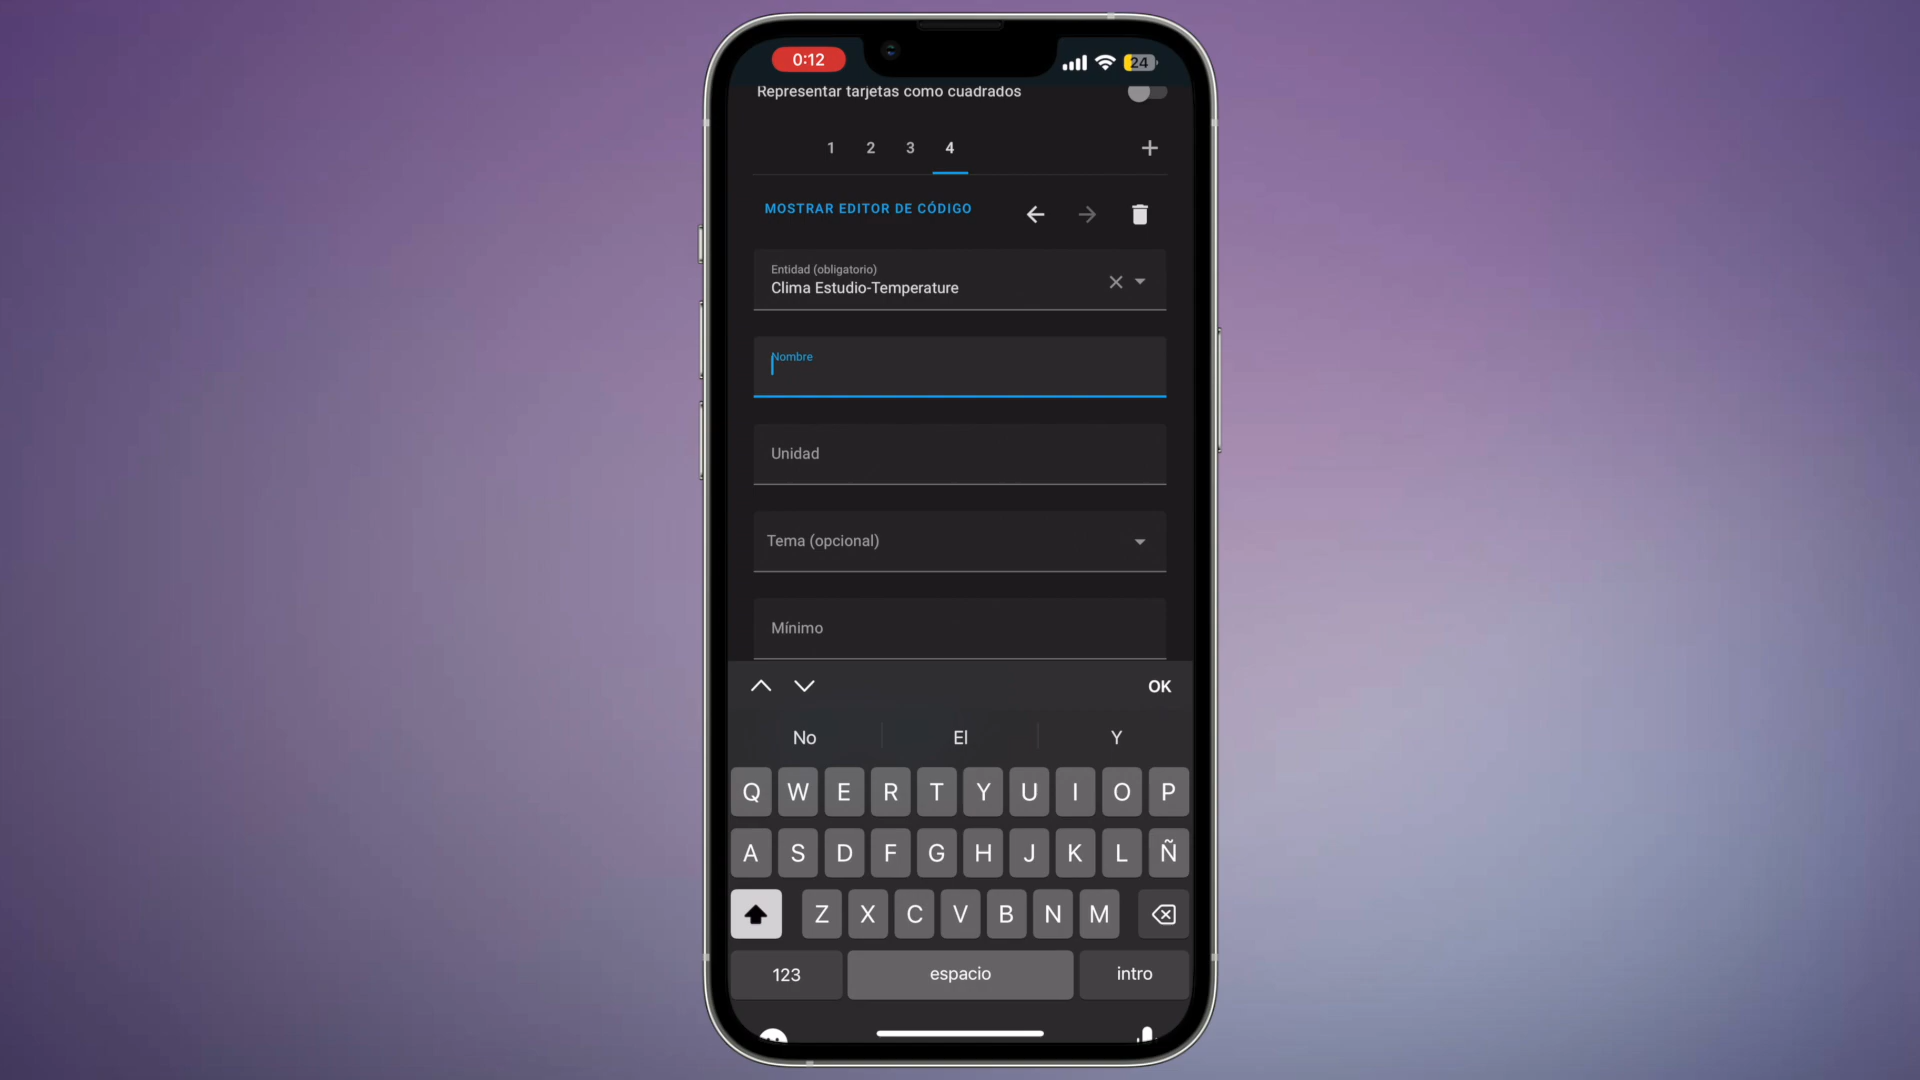 0:12
24
Representar tarjetas como cuadrados
1 2 3 4 +
MOSTRAR EDITOR DE CÓDIGO
Entidad (obligatorio)
Clima Estudio-Temperature
Nombre
Unidad
Tema (opcional)
Mínimo
OK
No El Y
Q W E R T Y U I O P
A S D F G H J K L Ñ
Z X C V B N M
123 espacio intro